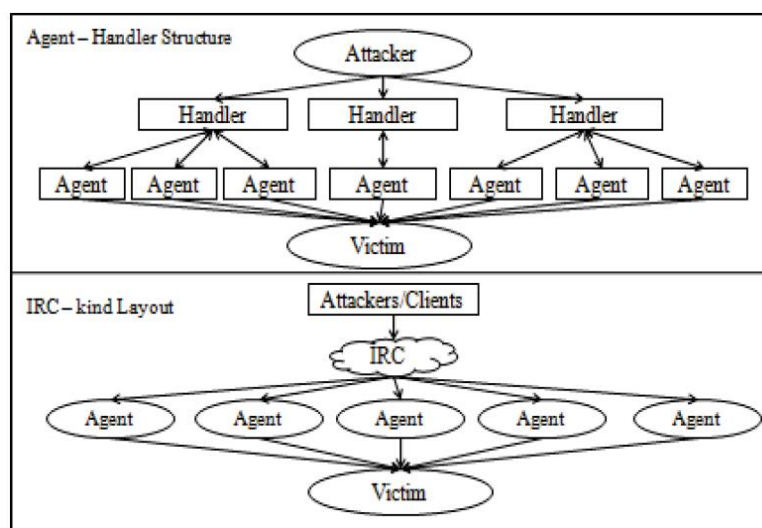 Agent – Handler Structure
Attacker
Handler Handler Handler
Agent Agent Agent Agent Agent Agent Agent
Victim
IRC – kind Layout
Attackers/Clients
IRC
Agent Agent Agent Agent Agent
Victim